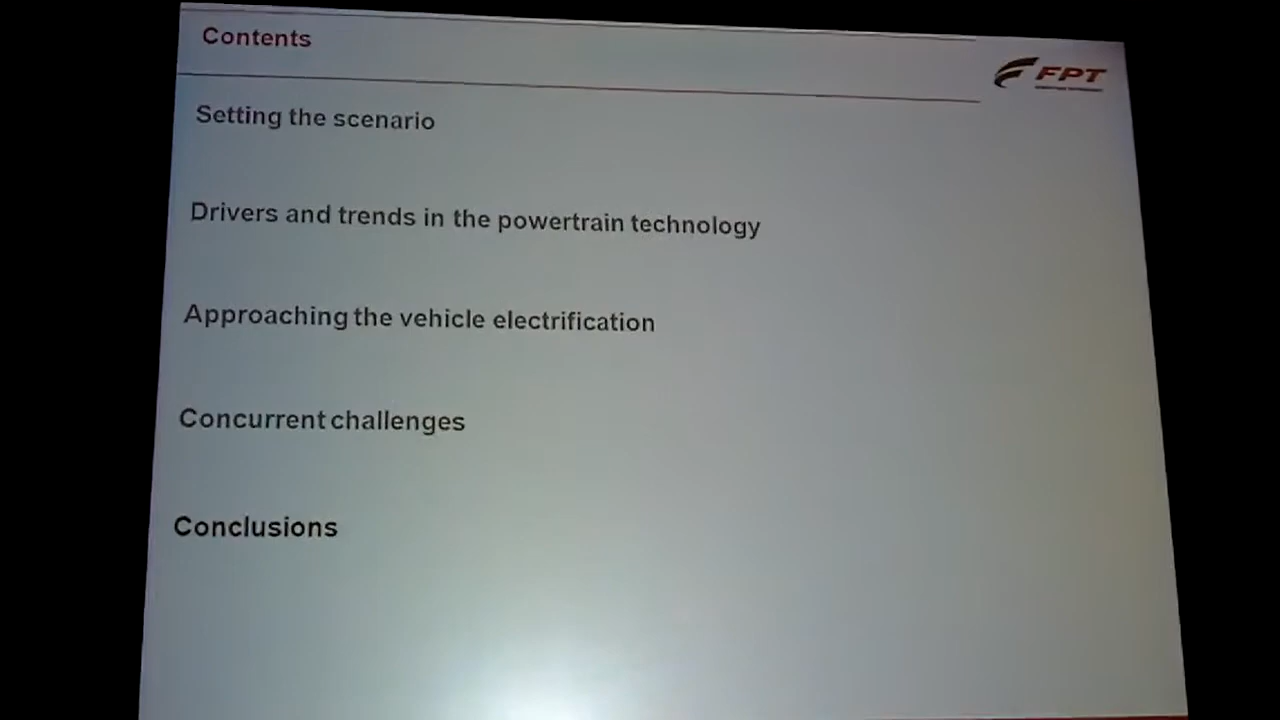 Contents
FPT
Setting the scenario
Drivers and trends in the powertrain technology
Approaching the vehicle electrification
Concurrent challenges
Conclusions